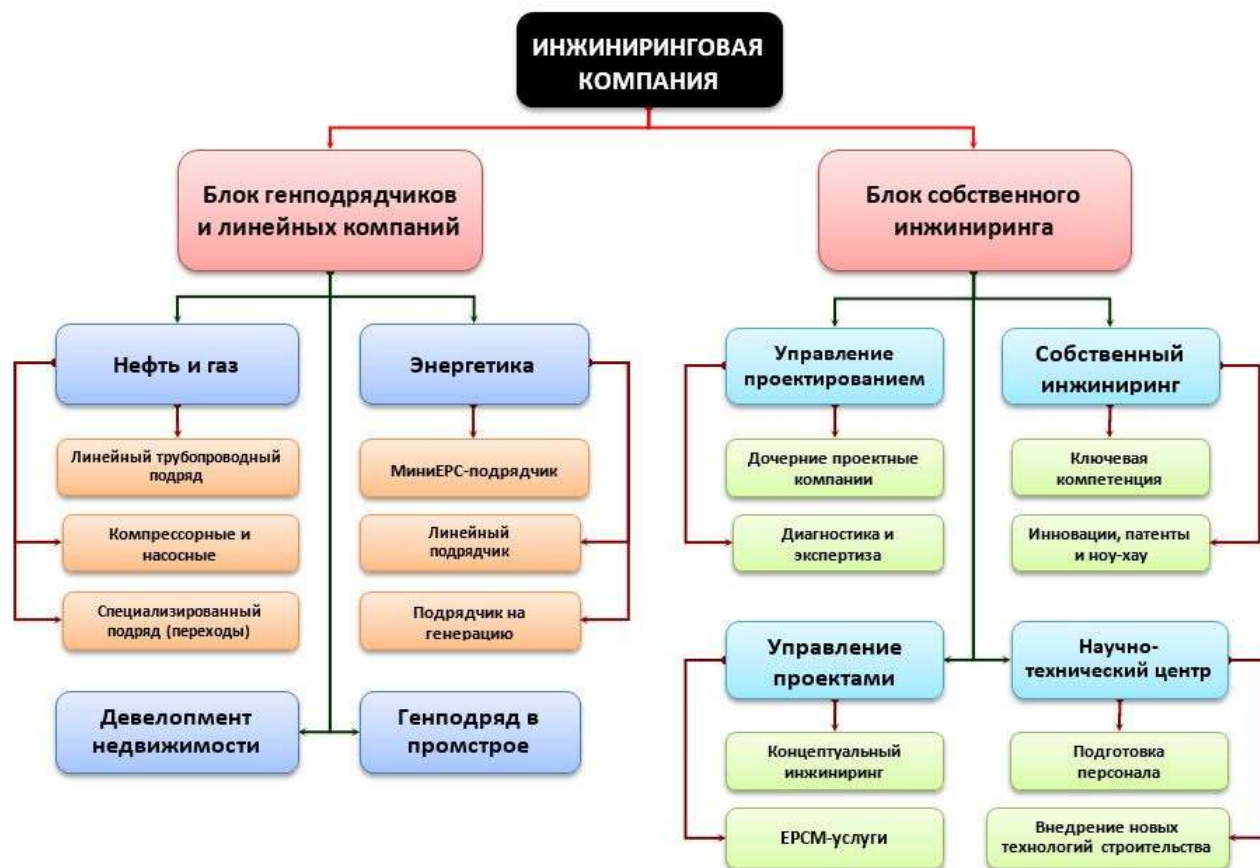 ИНЖИНИРИНГОВАЯ
КОМПАНИЯ
Блок генподрядчиков
и линейных компаний
Блок собственного
инжиниринга
Нефть и газ
Энергетика
Управление
проектированием
Собственный
инжиниринг
Линейный трубопроводный
подряд
МиниEPC-подрядчик
Дочерние проектные
компании
Ключевая
компетенция
Компрессорные и
насосные
Линейный
подрядчик
Диагностика и
экспертиза
Инновации, патенты
и ноу-хау
Специализированный
подряд (переходы)
Подрядчик на
генерацию
Управление
проектами
Научно-
технический центр
Девелопмент
недвижимости
Генподряд в
промстрое
Концептуальный
инжиниринг
Подготовка
персонала
EPCM-услуги
Внедрение новых
технологий строительства